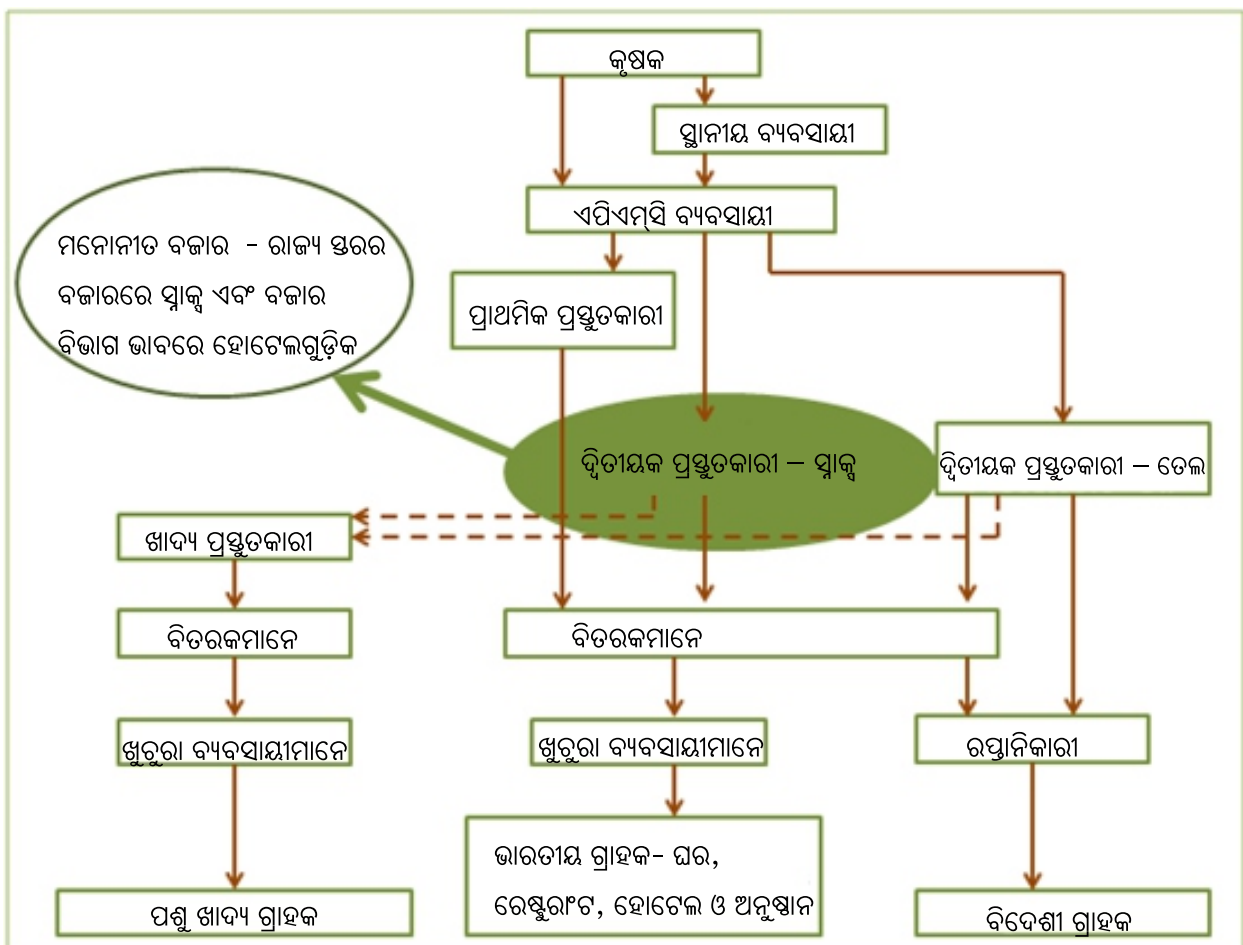 କୃଷକ
ସ୍ଥାନୀୟ ବ୍ୟବସାୟୀ
ଏପିଏମ୍‌ସି ବ୍ୟବସାୟୀ
ମନୋନୀତ ବଜାର - ରାଜ୍ୟ ସ୍ତରର
ବଜାରରେ ସ୍ନାକ୍ସ ଏବଂ ବଜାର
ବିଭାଗ ଭାବରେ ହୋଟେଲଗୁଡ଼ିକ
ପ୍ରାଥମିକ ପ୍ରସ୍ତୁତକାରୀ
ଦ୍ୱିତୀୟକ ପ୍ରସ୍ତୁତକାରୀ – ସ୍ନାକ୍ସ
ଦ୍ୱିତୀୟକ ପ୍ରସ୍ତୁତକାରୀ – ତେଲ
ଖାଦ୍ୟ ପ୍ରସ୍ତୁତକାରୀ
ବିତରକମାନେ
ବିତରକମାନେ
ଖୁଚୁରା ବ୍ୟବସାୟୀମାନେ
ଖୁଚୁରା ବ୍ୟବସାୟୀମାନେ
ରପ୍ତାନିକାରୀ
ଭାରତୀୟ ଗ୍ରାହକ- ଘର,
ରେଷ୍ଟୁରାଂଟ, ହୋଟେଲ ଓ ଅନୁଷ୍ଠାନ
ପଶୁ ଖାଦ୍ୟ ଗ୍ରାହକ
ବିଦେଶୀ ଗ୍ରାହକ